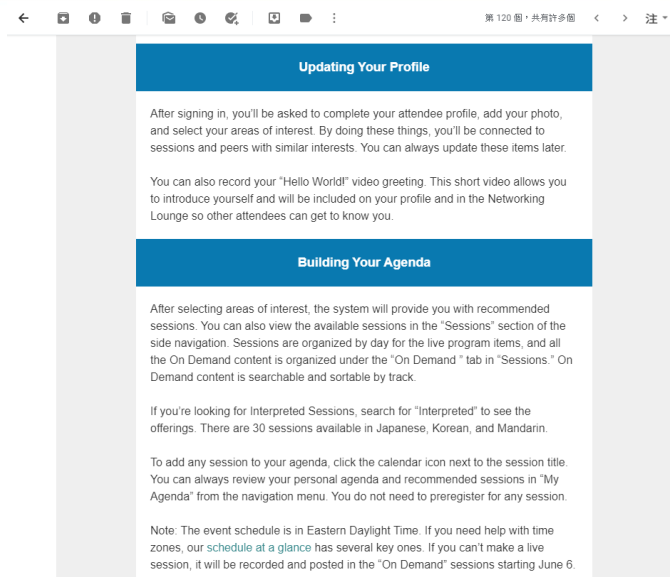 第 120 個，共有許多個
注
Updating Your Profile
After signing in, you’ll be asked to complete your attendee profile, add your photo,
and select your areas of interest. By doing these things, you’ll be connected to
sessions and peers with similar interests. You can always update these items later.
You can also record your “Hello World!” video greeting. This short video allows you
to introduce yourself and will be included on your profile and in the Networking
Lounge so other attendees can get to know you.
Building Your Agenda
After selecting areas of interest, the system will provide you with recommended
sessions. You can also view the available sessions in the “Sessions” section of the
side navigation. Sessions are organized by day for the live program items, and all
the On Demand content is organized under the “On Demand ” tab in “Sessions.” On
Demand content is searchable and sortable by track.
If you’re looking for Interpreted Sessions, search for “Interpreted” to see the
offerings. There are 30 sessions available in Japanese, Korean, and Mandarin.
To add any session to your agenda, click the calendar icon next to the session title.
You can always review your personal agenda and recommended sessions in “My
Agenda” from the navigation menu. You do not need to preregister for any session.
Note: The event schedule is in Eastern Daylight Time. If you need help with time
zones, our schedule at a glance has several key ones. If you can’t make a live
session, it will be recorded and posted in the “On Demand” sessions starting June 6.